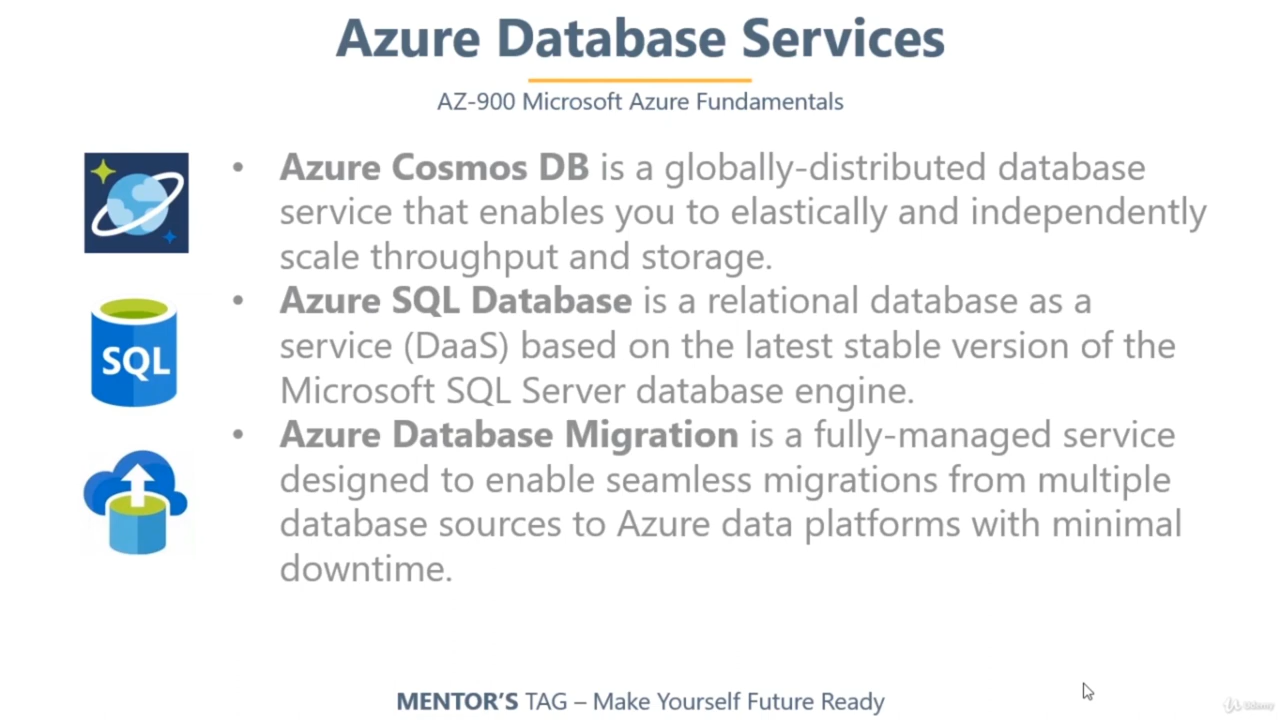 Azure Database Services
AZ-900 Microsoft Azure Fundamentals
• Azure Cosmos DB is a globally-distributed database
service that enables you to elastically and independently
scale throughput and storage.
SQL
• Azure SQL Database is a relational database as a
service (DaaS) based on the latest stable version of the
Microsoft SQL Server database engine.
• Azure Database Migration is a fully-managed service
designed to enable seamless migrations from multiple
database sources to Azure data platforms with minimal
downtime.
MENTOR'S TAG – Make Yourself Future Ready
Udemy